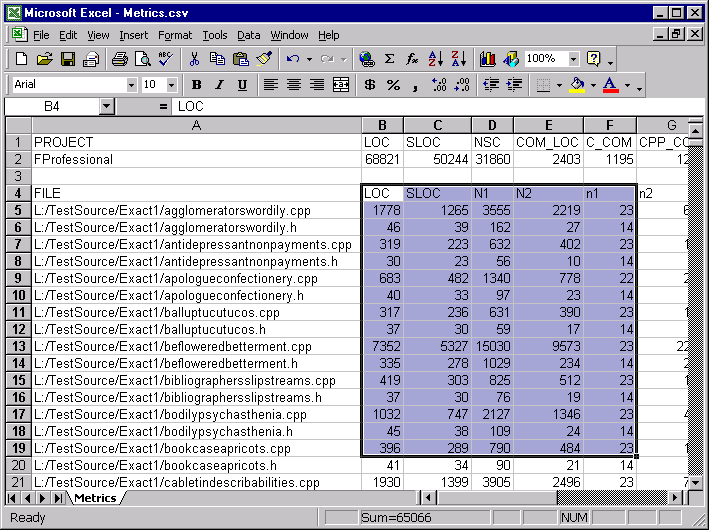 Microsoft Excel - Metrics.csv
File Edit View Insert Format Tools Data Window Help
100%
Arial 10 B I U $ % ,
B4 = LOC
A B C D E F G
1 PROJECT LOC SLOC NSC COM_LOC C_COM CPP_CO
2 FProfessional 68821 50244 31860 2403 1195 12
3
4 FILE LOC SLOC N1 N2 n1 n2
5 L:/TestSource/Exact1/agglomeratorswordily.cpp 1778 1265 3555 2219 23 6
6 L:/TestSource/Exact1/agglomeratorswordily.h 46 39 162 27 14
7 L:/TestSource/Exact1/antidepressantnonpayments.cpp 319 223 632 402 23 1
8 L:/TestSource/Exact1/antidepressantnonpayments.h 30 23 56 10 14
9 L:/TestSource/Exact1/apologueconfectionery.cpp 683 482 1340 778 22 2
10 L:/TestSource/Exact1/apologueconfectionery.h 40 33 97 23 14
11 L:/TestSource/Exact1/balluptucutucos.cpp 317 236 631 390 23 1
12 L:/TestSource/Exact1/balluptucutucos.h 37 30 59 17 14
13 L:/TestSource/Exact1/befloweredbetterment.cpp 7352 5327 15030 9573 23 22
14 L:/TestSource/Exact1/befloweredbetterment.h 335 278 1029 234 14 2
15 L:/TestSource/Exact1/bibliographersslipstreams.cpp 419 303 825 512 23 1
16 L:/TestSource/Exact1/bibliographersslipstreams.h 37 30 76 19 14
17 L:/TestSource/Exact1/bodilypsychasthenia.cpp 1032 747 2127 1346 23 4
18 L:/TestSource/Exact1/bodilypsychasthenia.h 45 38 109 24 14
19 L:/TestSource/Exact1/bookcaseapricots.cpp 396 289 790 484 23 1
20 L:/TestSource/Exact1/bookcaseapricots.h 41 34 90 21 14
21 L:/TestSource/Exact1/cabletindescribabilities.cpp 1930 1399 3905 2496 23 7
Metrics
Ready Sum=65066 NUM